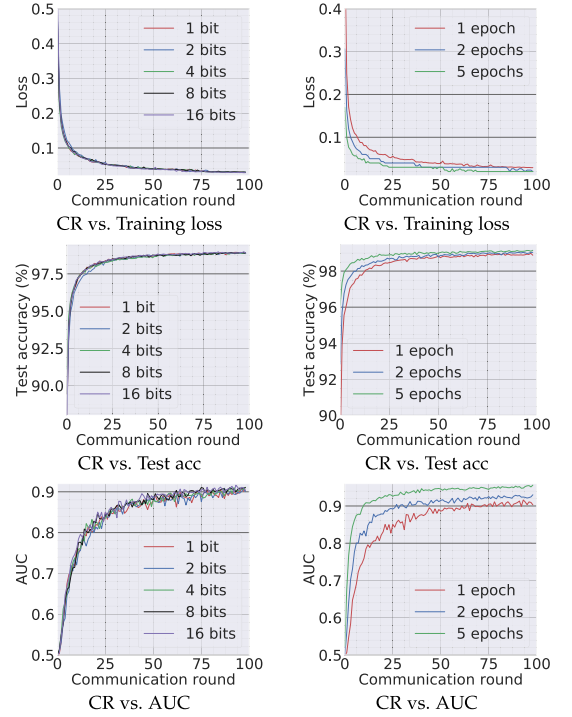 0.5
0.4
0.3
0.2
0.1
0
25
50
75
100
Loss
Communication round
1 bit
2 bits
4 bits
8 bits
16 bits
CR vs. Training loss
0.4
0.3
0.2
0.1
0
25
50
75
100
Loss
Communication round
1 epoch
2 epochs
5 epochs
CR vs. Training loss
97.5
95.0
92.5
90.0
0
25
50
75
100
Test accuracy (%)
Communication round
1 bit
2 bits
4 bits
8 bits
16 bits
CR vs. Test acc
98
96
94
92
90
0
25
50
75
100
Test accuracy (%)
Communication round
1 epoch
2 epochs
5 epochs
CR vs. Test acc
0.9
0.8
0.7
0.6
0.5
0
25
50
75
100
AUC
Communication round
1 bit
2 bits
4 bits
8 bits
16 bits
CR vs. AUC
0.9
0.8
0.7
0.6
0.5
0
25
50
75
100
AUC
Communication round
1 epoch
2 epochs
5 epochs
CR vs. AUC